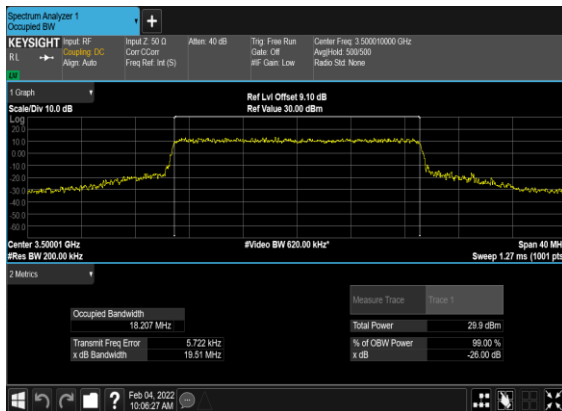 Spectrum Analyzer 1
Occupied BW
KEYSIGHT Input: RF Input Z: 50 Ω Atten: 40 dB Trig: Free Run Center Freq: 3.500010000 GHz
RL Coupling: DC Corr CCorr Gate: Off Avg|Hold: 500/500
Align: Auto Freq Ref: Int (S) #IF Gain: Low Radio Std: None
1 Graph
Ref Lvl Offset 9.10 dB
Scale/Div 10.0 dB Ref Value 30.00 dBm
Log
20.0
10.0
0.00
-10.0
-20.0
-30.0
-40.0
-50.0
-60.0
Center 3.50001 GHz #Video BW 620.00 kHz* Span 40 MH
#Res BW 200.00 kHz Sweep 1.27 ms (1001 pts
2 Metrics
Measure Trace Trace 1
Occupied Bandwidth
18.207 MHz Total Power 29.9 dBm
Transmit Freq Error 5.722 kHz % of OBW Power 99.00 %
x dB Bandwidth 19.51 MHz x dB -26.00 dB
? Feb 04, 2022
10:06:27 AM